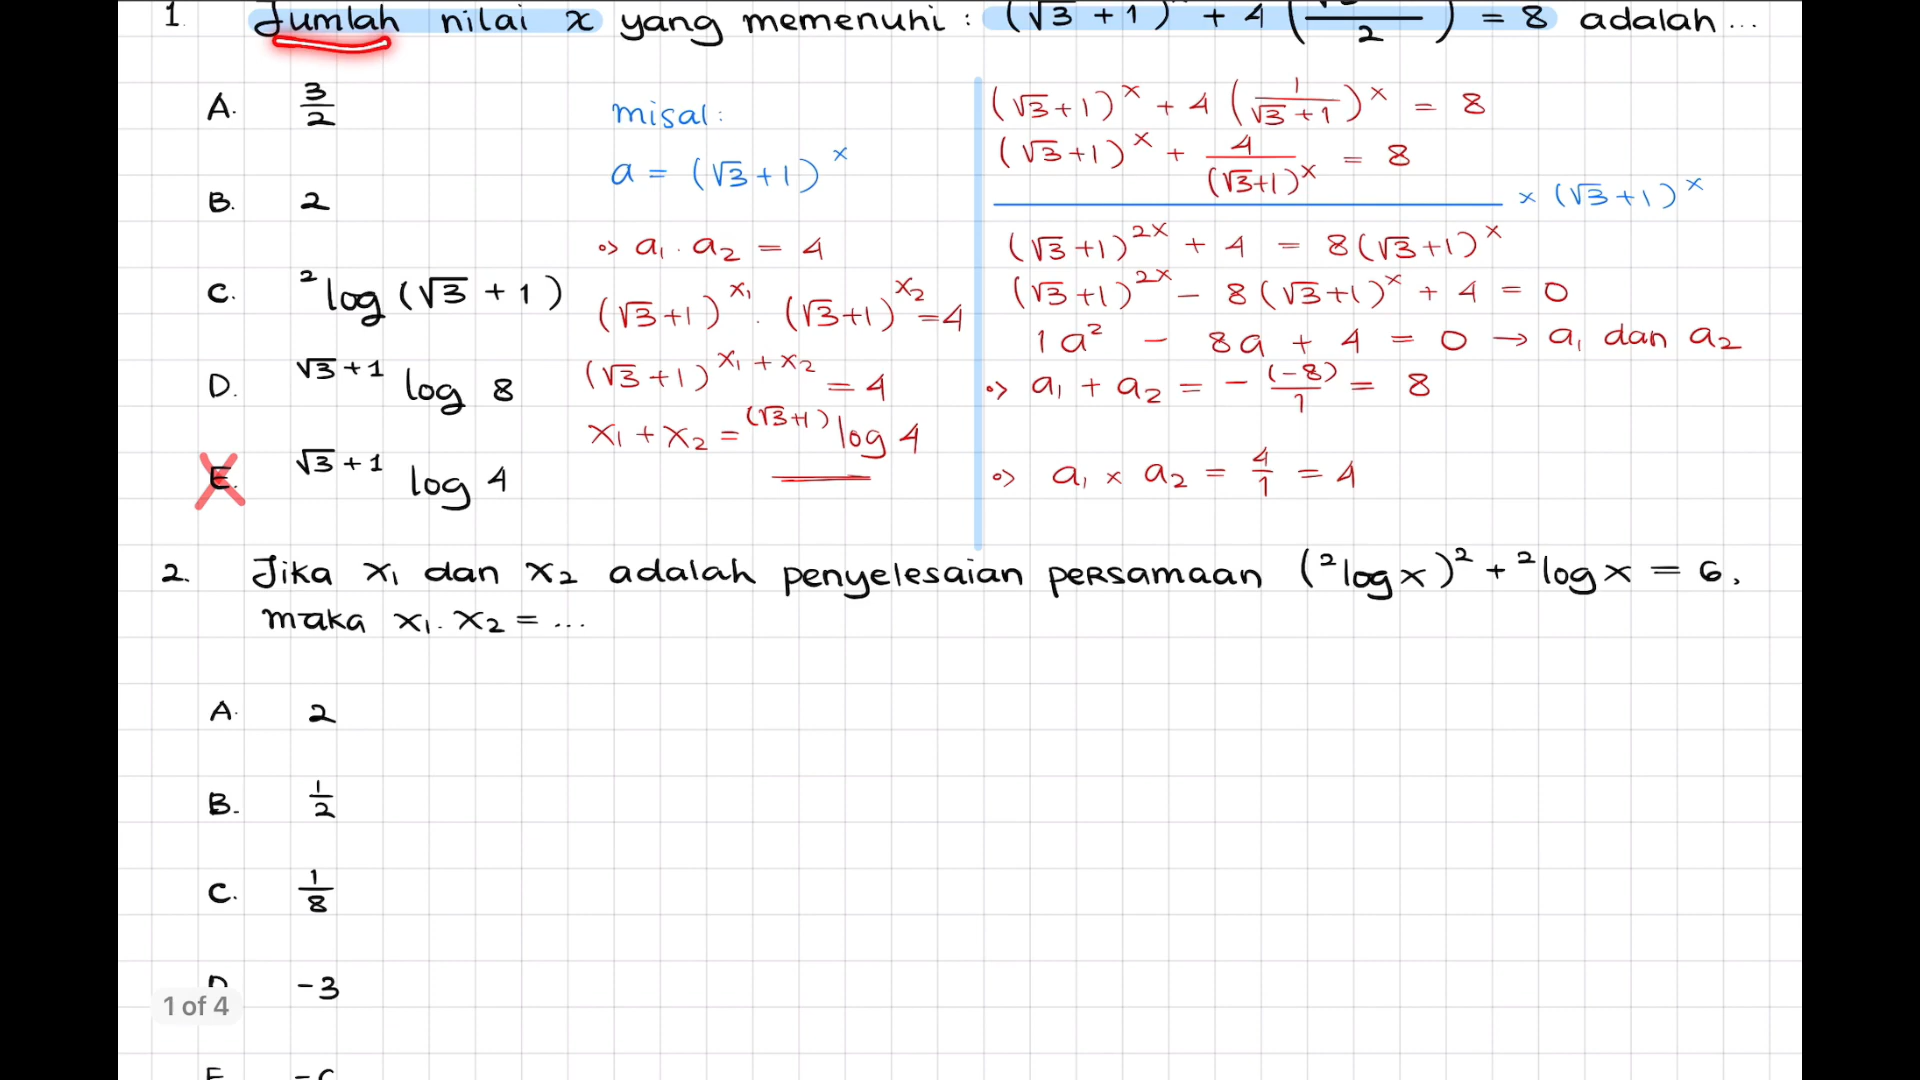 1. Jumlah nilai x yang memenuhi : (√3 + 1) + 4 ( / 2 ) = 8 adalah ...
A. 3/2
B. 2
C. ²log (√3 + 1)
D. √3 + 1 log 8
E. √3 + 1 log 4
misal:
a = (√3 + 1)^x
°> a₁ . a₂ = 4
(√3+1)^x₁ . (√3+1)^x₂ = 4
(√3+1)^x₁ + x₂ = 4
x₁ + x₂ = (√3+1) log 4
(√3+1)^x + 4 (1/(√3+1))^x = 8
(√3+1)^x + 4/(√3+1)^x = 8
× (√3+1)^x
(√3+1)^2x + 4 = 8(√3+1)^x
(√3+1)^2x - 8(√3+1)^x + 4 = 0
1a² - 8a + 4 = 0 → a₁ dan a₂
°> a₁ + a₂ = - (-8)/1 = 8
°> a₁ × a₂ = 4/1 = 4
2. Jika x₁ dan x₂ adalah penyelesaian persamaan (²log x)² + ²log x = 6,
maka x₁. x₂ = ...
A. 2
B. 1/2
C. 1/8
D. -3
1 of 4